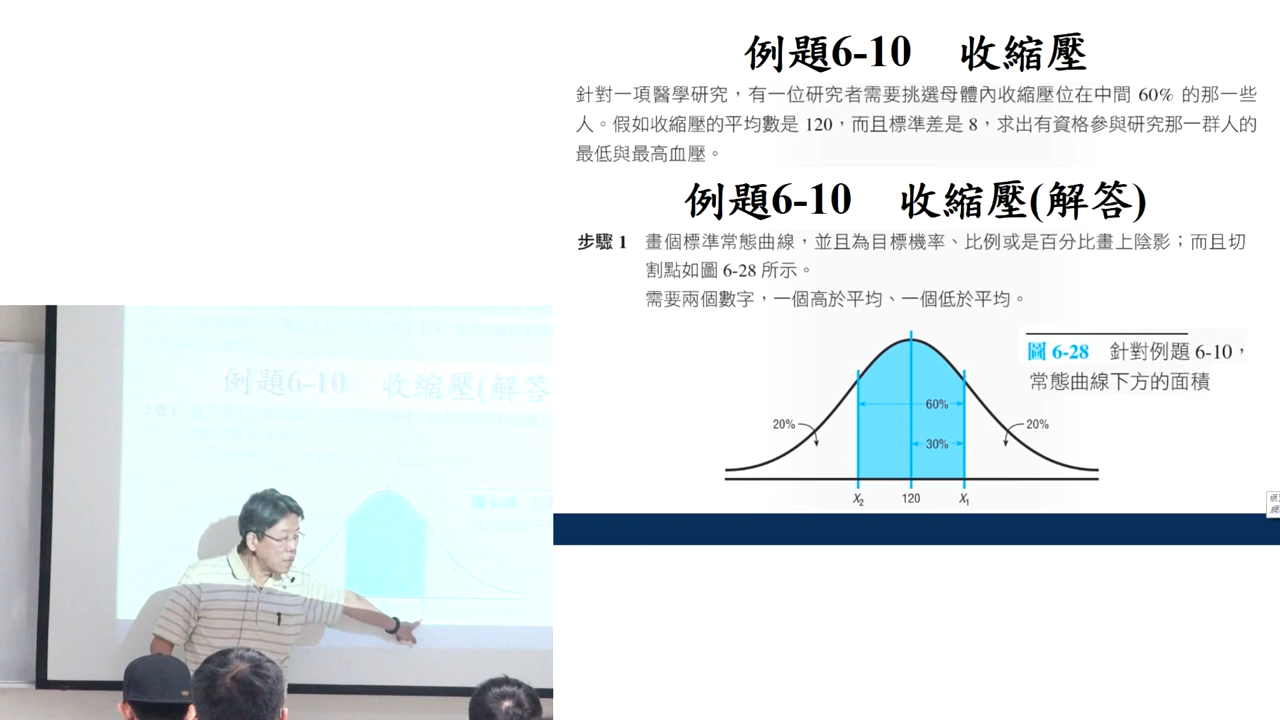 例題6-10 收縮壓
針對一項醫學研究，有一位研究者需要挑選母體內收縮壓位在中間 60% 的那一些
人。假如收縮壓的平均數是 120，而且標準差是 8，求出有資格參與研究那一群人的
最低與最高血壓。
例題6-10 收縮壓(解答)
步驟 1 畫個標準常態曲線，並且為目標機率、比例或是百分比畫上陰影；而且切
割點如圖 6-28 所示。
需要兩個數字，一個高於平均、一個低於平均。
圖 6-28 針對例題 6-10，
常態曲線下方的面積
60%
20%
20%
30%
X2 120 X1
例題6-10 收縮壓(解答